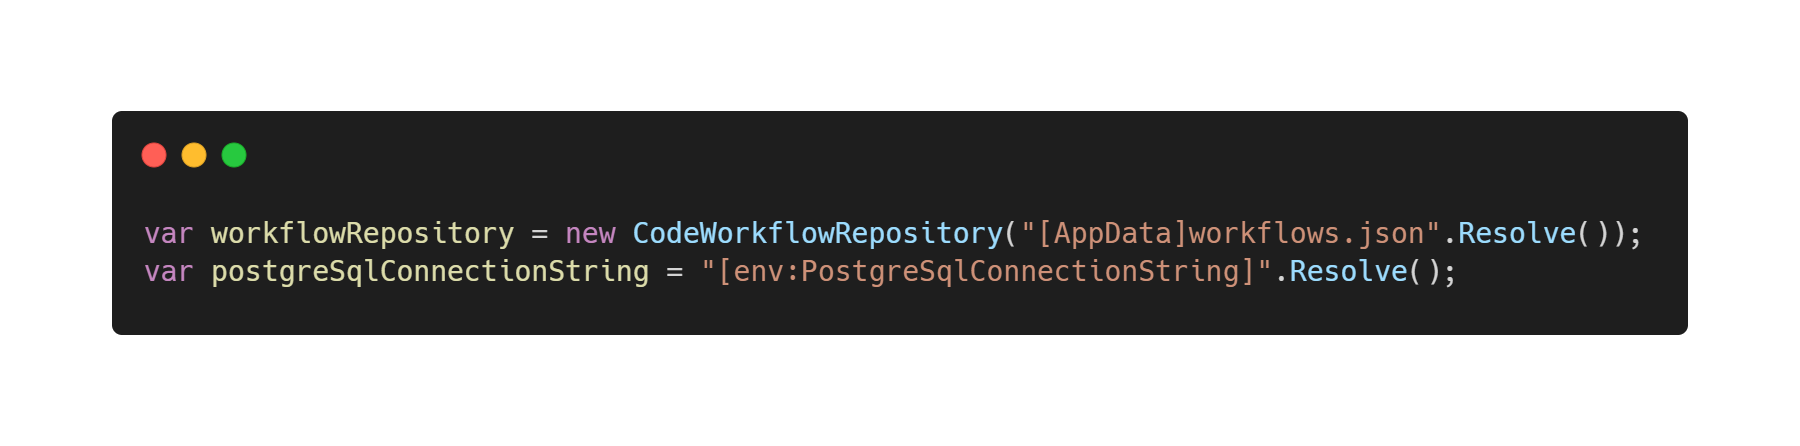 var workflowRepository = new CodeWorkflowRepository("[AppData]workflows.json".Resolve());
var postgreSqlConnectionString = "[env:PostgreSqlConnectionString]".Resolve();